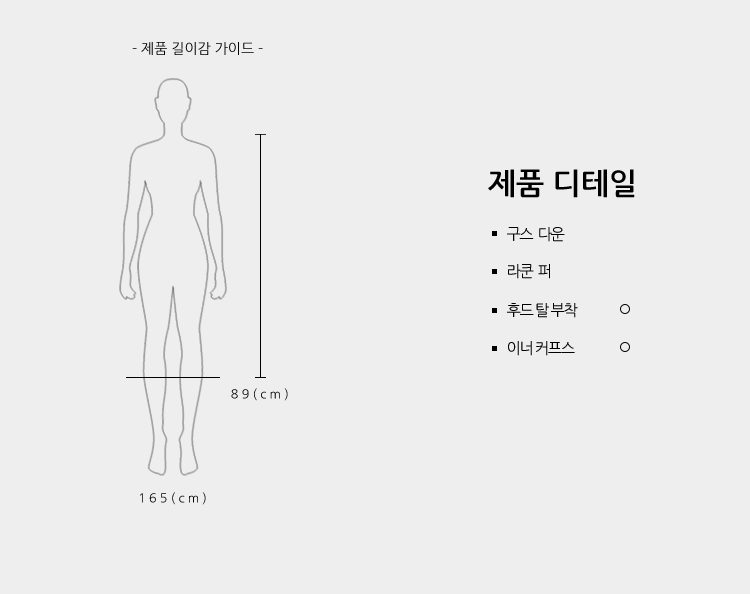 - 제품 길이감 가이드 -
89(cm)
165(cm)
제품 디테일
▪ 구스 다운
▪ 라쿤 퍼
▪ 후드탈부착 ○
▪ 이너커프스 ○